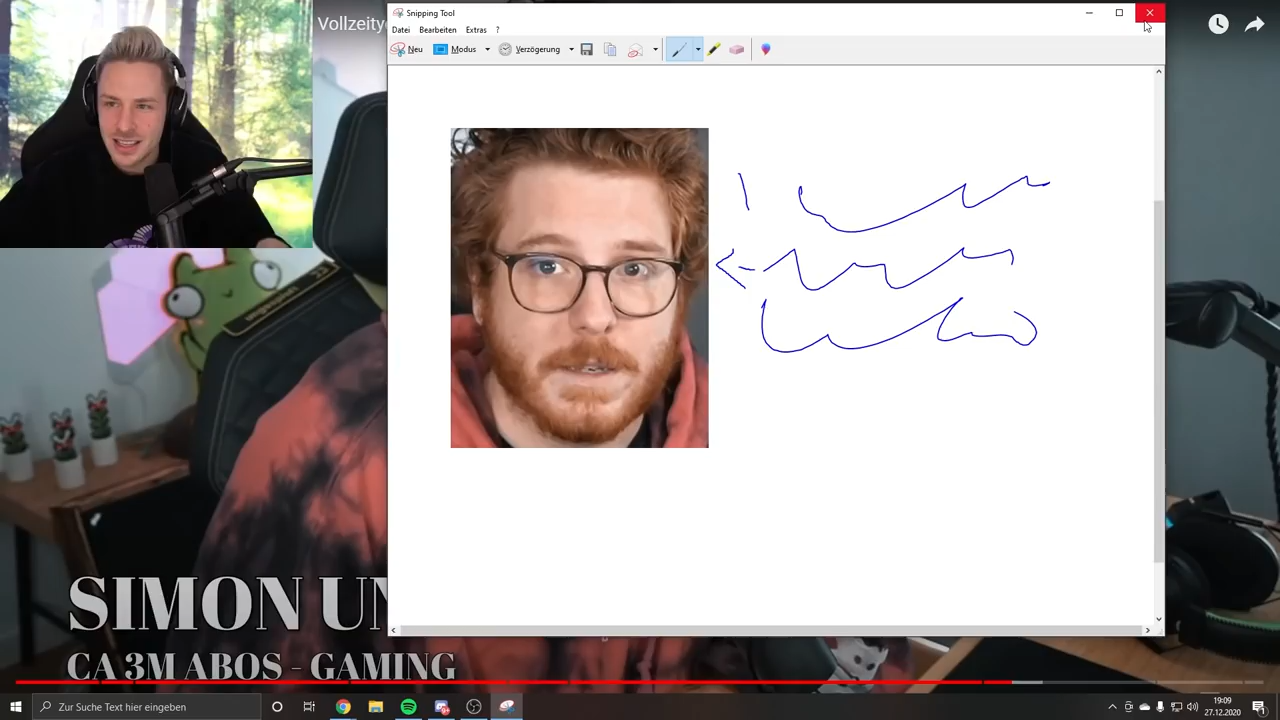 Vollzeity
Snipping Tool
Datei Bearbeiten Extras ?
Neu Modus Verzögerung
SIMON UN
CA 3M ABOS - GAMING
Zur Suche Text hier eingeben
19:09
27.12.2020